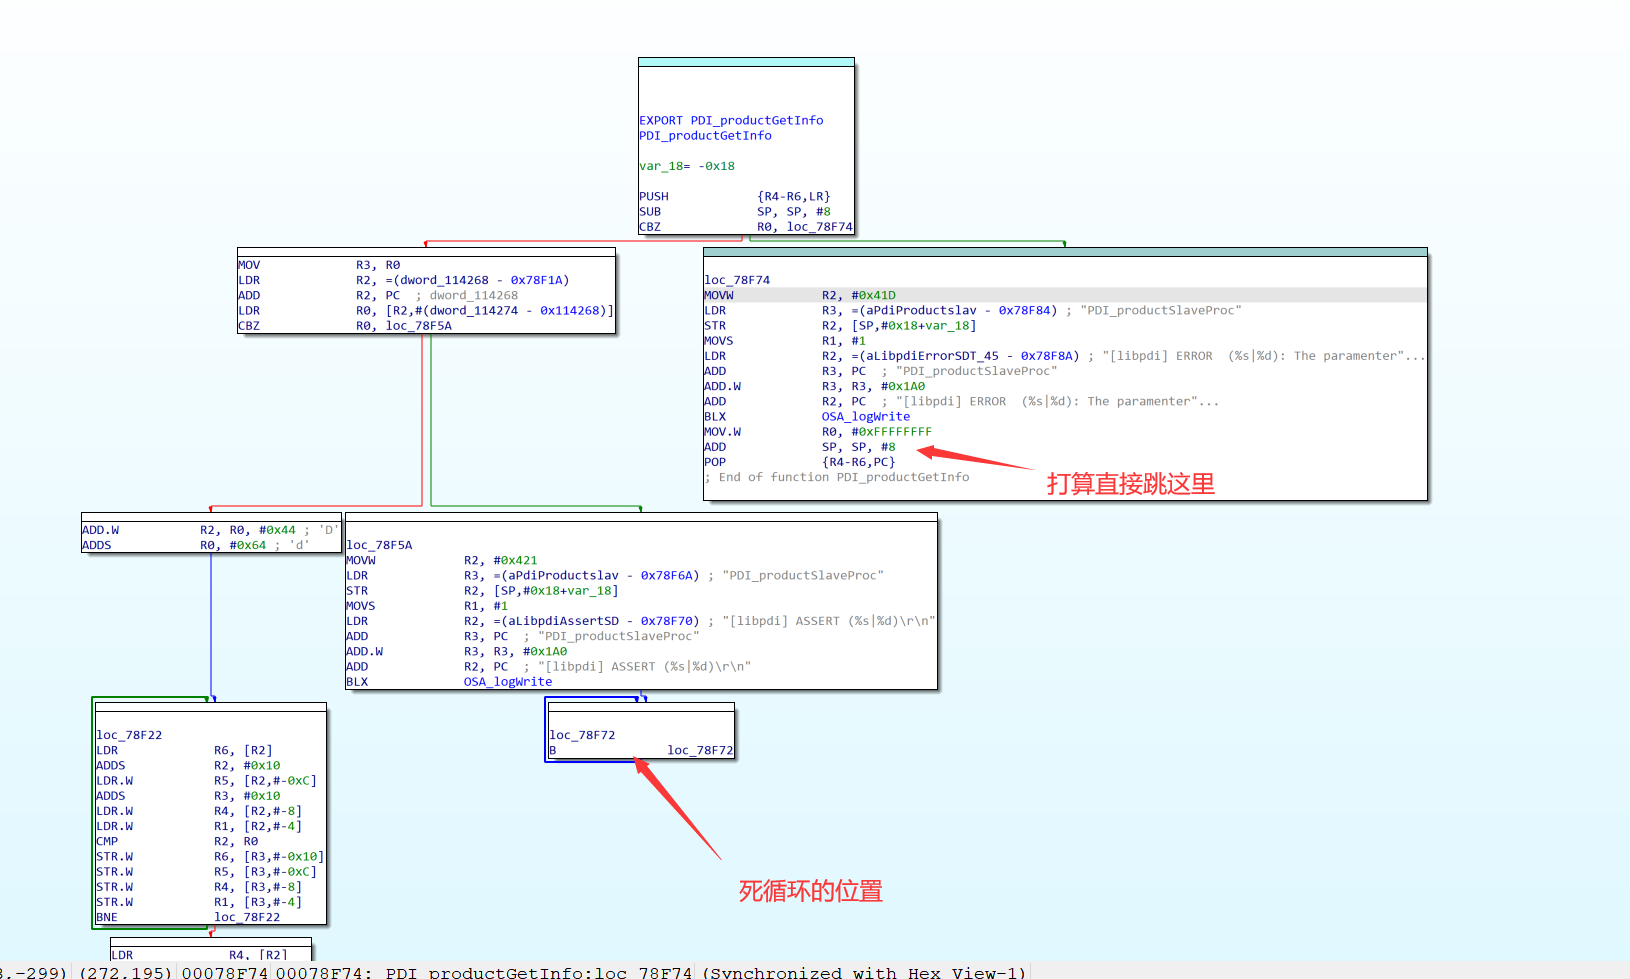 EXPORT PDI_productGetInfo
PDI_productGetInfo
var_18= -0x18
PUSH {R4-R6,LR}
SUB SP, SP, #8
CBZ R0, loc_78F74
MOV R3, R0
LDR R2, =(dword_114268 - 0x78F1A)
ADD R2, PC ; dword_114268
LDR R0, [R2,#(dword_114274 - 0x114268)]
CBZ R0, loc_78F5A
loc_78F74
MOVW R2, #0x41D
LDR R3, =(aPdiProductslav - 0x78F84) ; "PDI_productSlaveProc"
STR R2, [SP,#0x18+var_18]
MOVS R1, #1
LDR R2, =(aLibpdiErrorSDT_45 - 0x78F8A) ; "[libpdi] ERROR (%s|%d): The paramenter"...
ADD R3, PC ; "PDI_productSlaveProc"
ADD.W R3, R3, #0x1A0
ADD R2, PC ; "[libpdi] ERROR (%s|%d): The paramenter"...
BLX OSA_logWrite
MOV.W R0, #0xFFFFFFFF
ADD SP, SP, #8
POP {R4-R6,PC}
; End of function PDI_productGetInfo
打算直接跳这里
ADD.W R2, R0, #0x44 ; 'D'
ADDS R0, #0x64 ; 'd'
loc_78F5A
MOVW R2, #0x421
LDR R3, =(aPdiProductslav - 0x78F6A) ; "PDI_productSlaveProc"
STR R2, [SP,#0x18+var_18]
MOVS R1, #1
LDR R2, =(aLibpdiAssertSD - 0x78F70) ; "[libpdi] ASSERT (%s|%d)\r\n"
ADD R3, PC ; "PDI_productSlaveProc"
ADD.W R3, R3, #0x1A0
ADD R2, PC ; "[libpdi] ASSERT (%s|%d)\r\n"
BLX OSA_logWrite
loc_78F22
LDR R6, [R2]
ADDS R2, #0x10
LDR.W R5, [R2,#-0xC]
ADDS R3, #0x10
LDR.W R4, [R2,#-8]
LDR.W R1, [R2,#-4]
CMP R2, R0
STR.W R6, [R3,#-0x10]
STR.W R5, [R3,#-0xC]
STR.W R4, [R3,#-8]
STR.W R1, [R3,#-4]
BNE loc_78F22
loc_78F72
B loc_78F72
死循环的位置
LDR R4, [R2]
,-299) (272,195) 00078F74 00078F74: PDI_productGetInfo:loc_78F74 (Synchronized with Hex View-1)